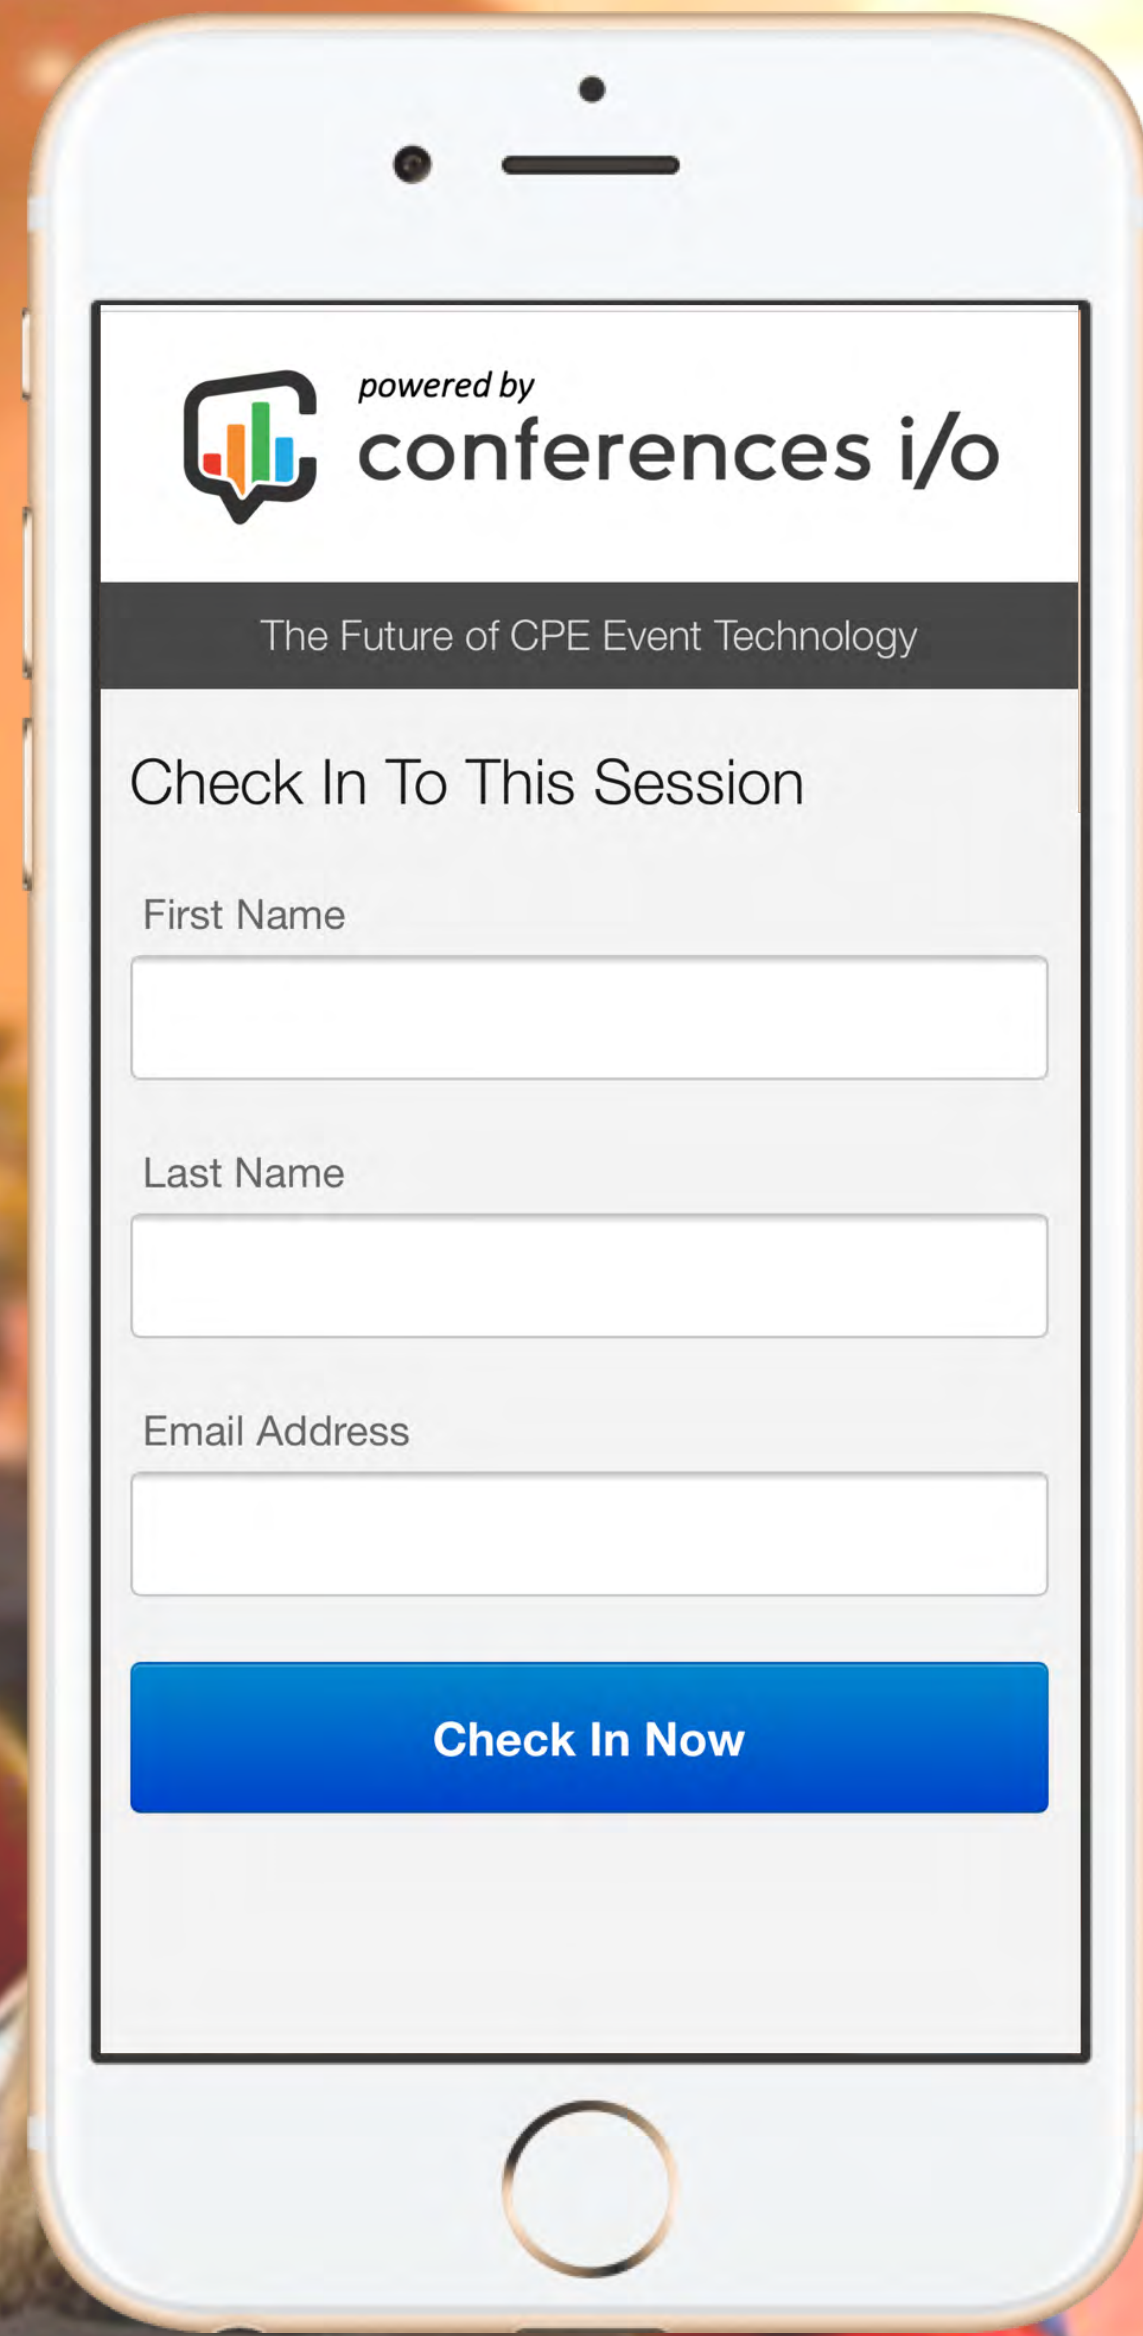 powered by
conferences i/o
The Future of CPE Event Technology
Check In To This Session
First Name
Last Name
Email Address
Check In Now